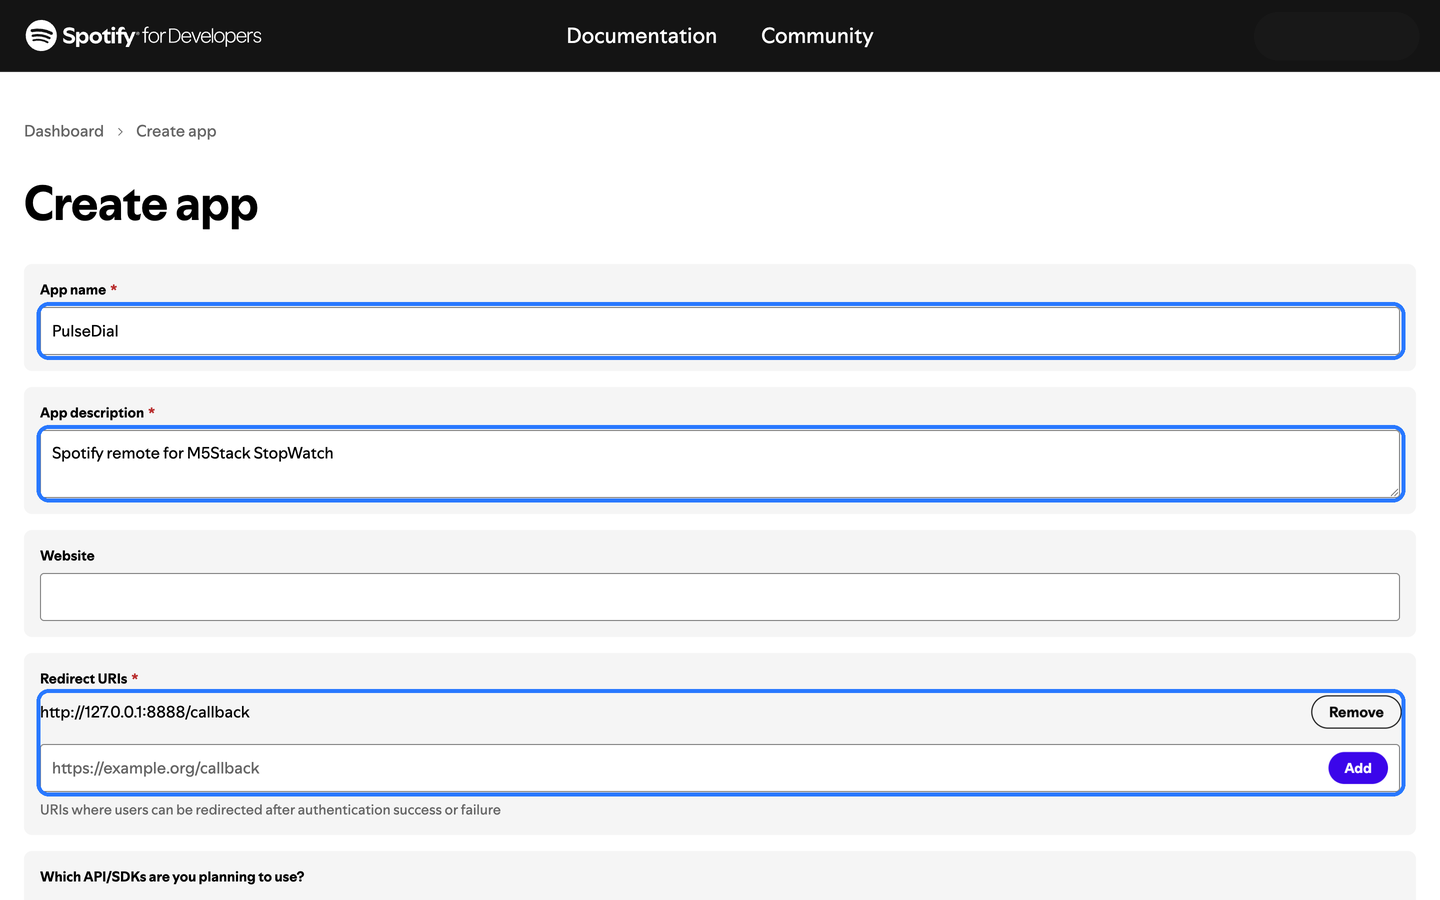 Spotify for Developers
Documentation
Community
Dashboard > Create app
Create app
App name *
PulseDial
App description *
Spotify remote for M5Stack StopWatch
Website
Redirect URIs *
http://127.0.0.1:8888/callback
Remove
https://example.org/callback
Add
URIs where users can be redirected after authentication success or failure
Which API/SDKs are you planning to use?